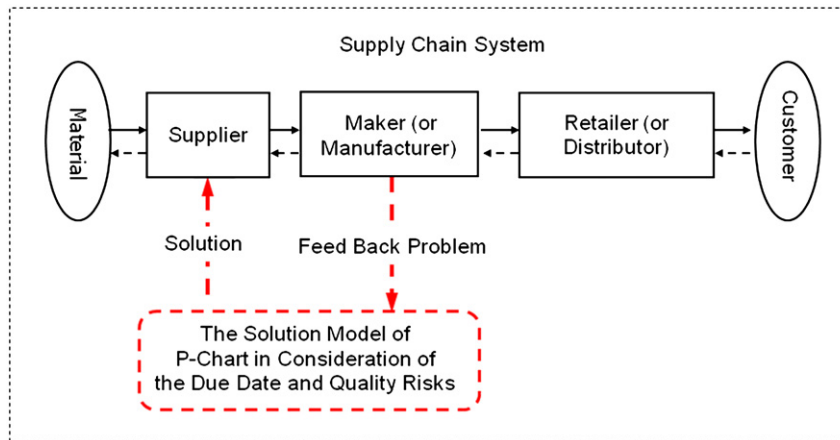 Supply Chain System
Material
Supplier
Maker (or
Manufacturer)
Retailer (or
Distributor)
Customer
Solution
Feed Back Problem
The Solution Model of
P-Chart in Consideration of
the Due Date and Quality Risks